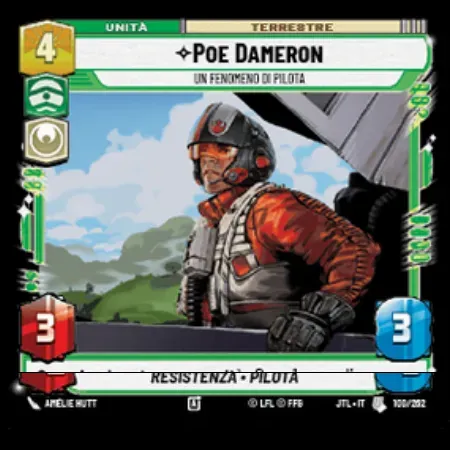 UNITÀ
TERRESTRE
4
POE DAMERON
UN FENOMENO DI PILOTA
3
3
RESISTENZA • PILOTA
AMÉLIE HUTT
© LFL © FFG
JTL • IT
100/262